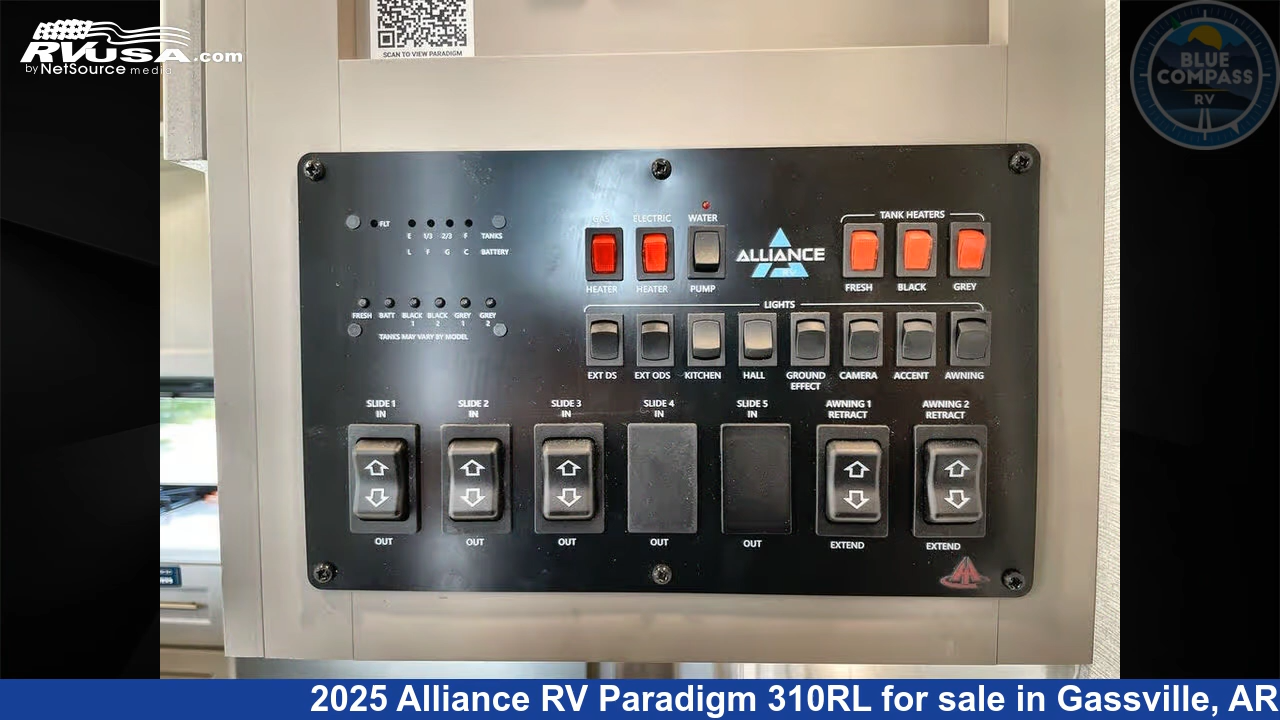 RVUSA.com
by NetSource media
SCAN TO VIEW PARADIGM
BLUE
COMPASS
RV
FLT
E 1/3 2/3 F TANKS
L F G C BATTERY
FRESH BATT BLACK 1 BLACK 2 GREY 1 GREY 2
TANKS MAY VARY BY MODEL
GAS HEATER
ELECTRIC HEATER
WATER PUMP
ALLIANCE
RV
TANK HEATERS
FRESH BLACK GREY
LIGHTS
EXT DS EXT ODS KITCHEN HALL GROUND EFFECT CAMERA ACCENT AWNING
SLIDE 1 IN SLIDE 2 IN SLIDE 3 IN SLIDE 4 IN SLIDE 5 IN AWNING 1 RETRACT AWNING 2 RETRACT
OUT OUT OUT OUT OUT EXTEND EXTEND
2025 Alliance RV Paradigm 310RL for sale in Gassville, AR